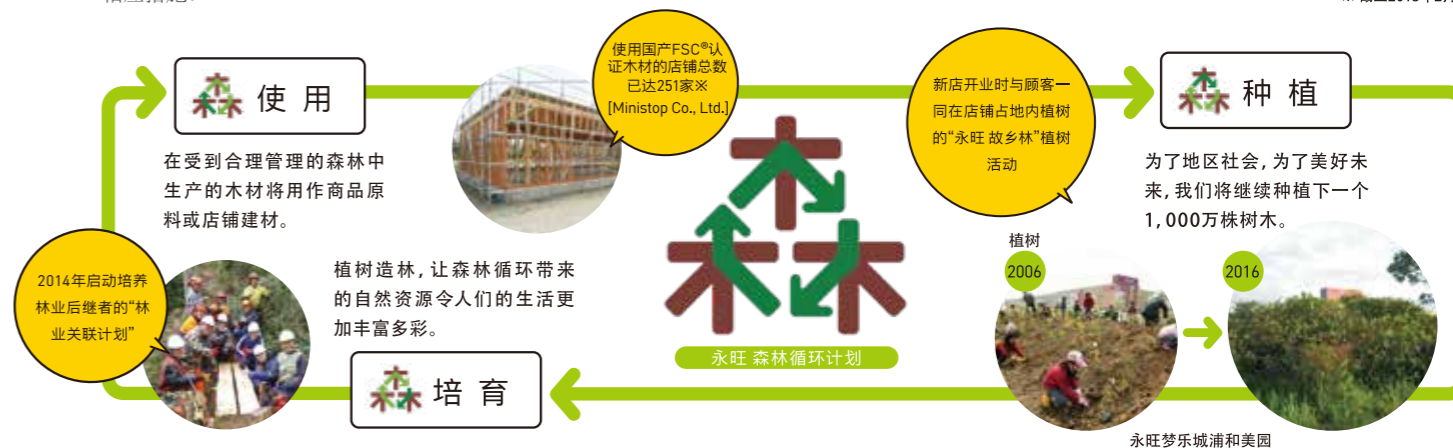 使用
在受到合理管理的森林中
生产的木材将用作商品原
料或店铺建材。
使用国产FSC®认
证木材的店铺总数
已达251家※
[Ministop Co., Ltd.]
新店开业时与顾客一
同在店铺占地内植树
的“永旺 故乡林”植树
活动
种植
为了地区社会，为了美好未
来，我们将继续种植下一个
1,000万株树木。
植树
2006
2016
永旺梦乐城浦和美园
2014年启动培养
林业后继者的“林
业关联计划”
植树造林，让森林循环带来
的自然资源令人们的生活更
加丰富多彩。
培育
永旺 森林循环计划